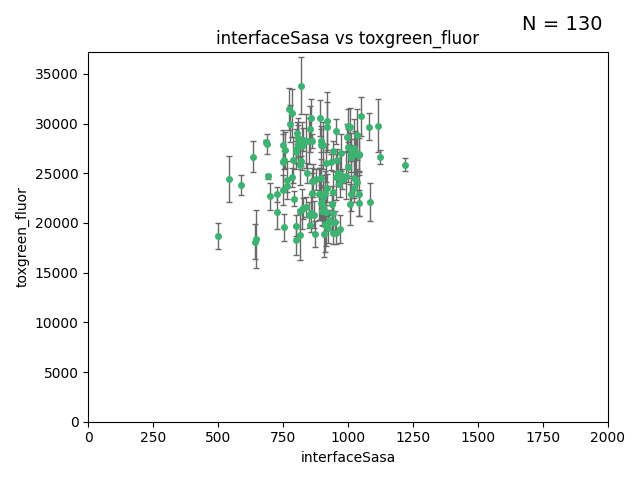 N = 130
interfaceSasa vs toxgreen_fluor
35000
30000
25000
20000
15000
10000
5000
0
toxgreen_fluor
0 250 500 750 1000 1250 1500 1750 2000
interfaceSasa